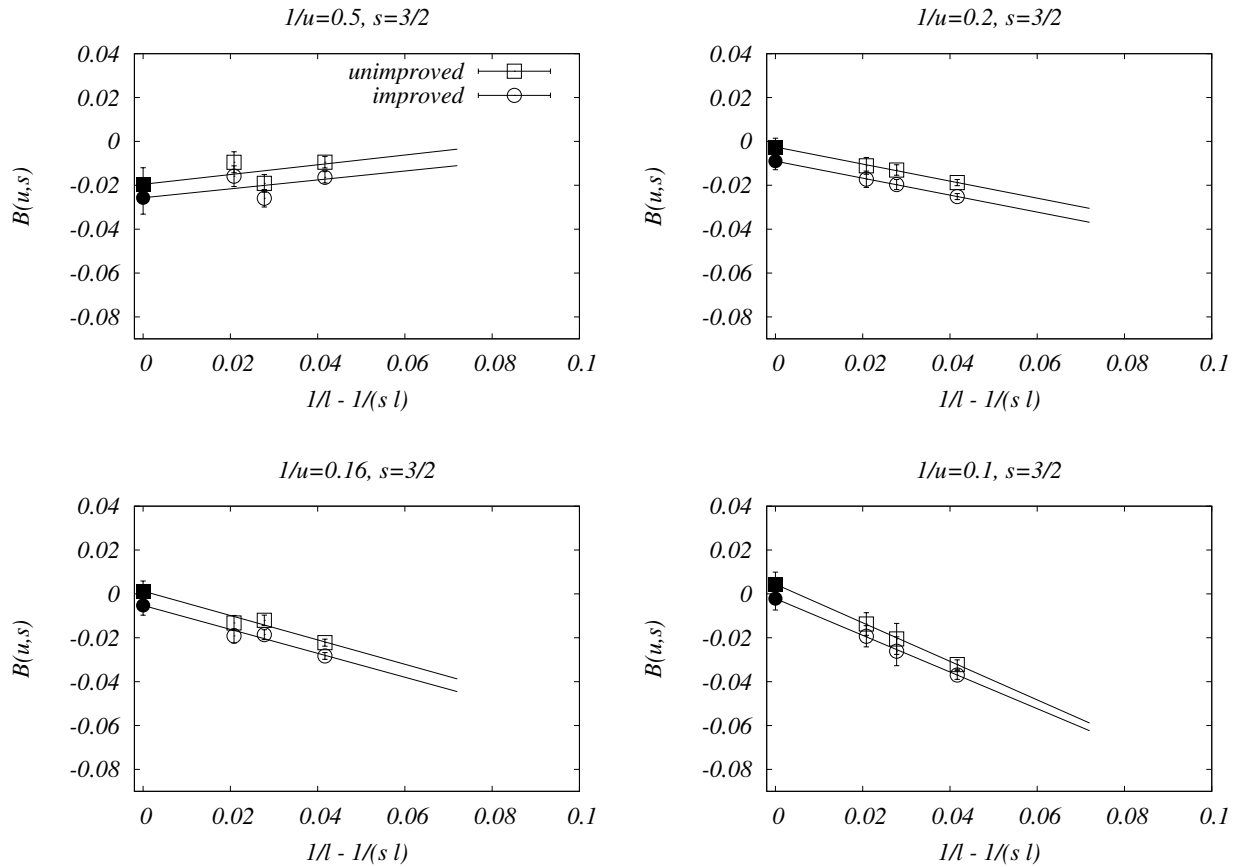 1/u=0.5, s=3/2
0.04
0.02
0
-0.02
-0.04
-0.06
-0.08
B(u,s)
unimproved
improved
0 0.02 0.04 0.06 0.08 0.1
1/l - 1/(s l)
1/u=0.2, s=3/2
0.04
0.02
0
-0.02
-0.04
-0.06
-0.08
B(u,s)
0 0.02 0.04 0.06 0.08 0.1
1/l - 1/(s l)
1/u=0.16, s=3/2
0.04
0.02
0
-0.02
-0.04
-0.06
-0.08
B(u,s)
0 0.02 0.04 0.06 0.08 0.1
1/l - 1/(s l)
1/u=0.1, s=3/2
0.04
0.02
0
-0.02
-0.04
-0.06
-0.08
B(u,s)
0 0.02 0.04 0.06 0.08 0.1
1/l - 1/(s l)